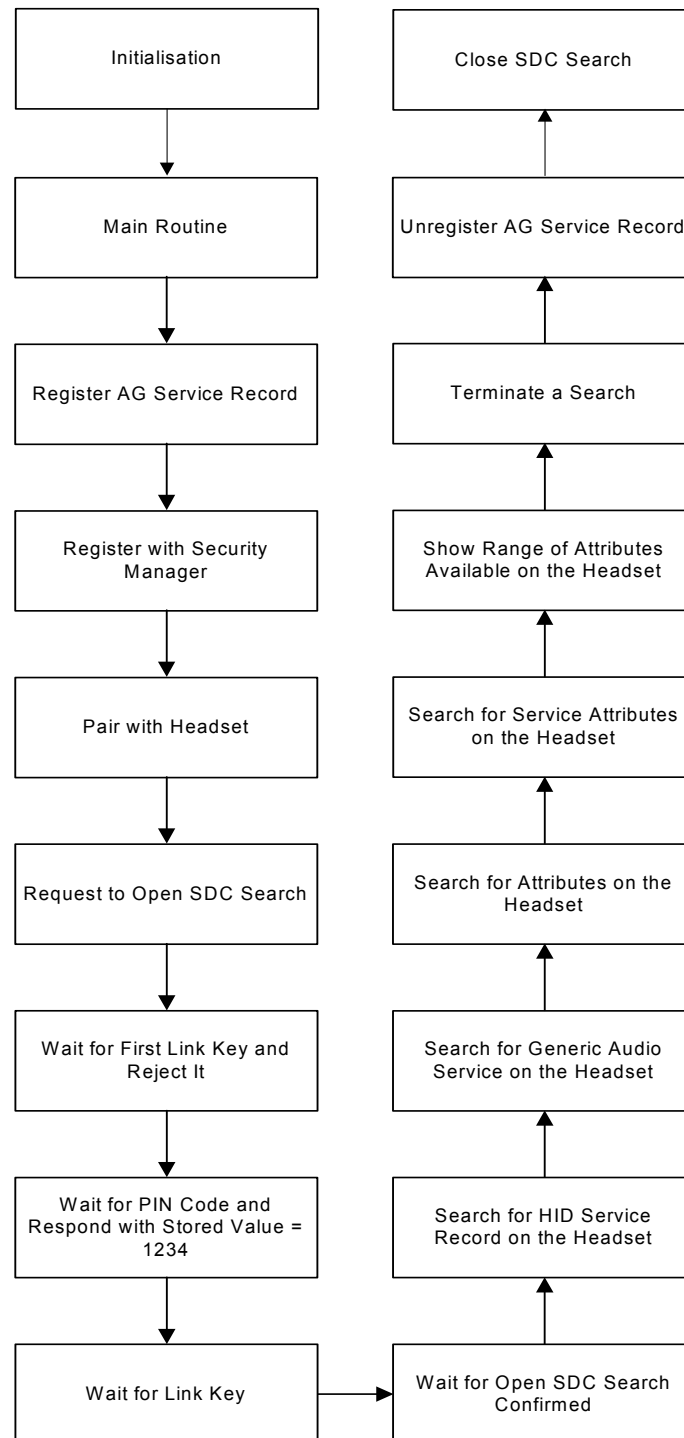 Initialisation
Main Routine
Register AG Service Record
Register with Security
Manager
Pair with Headset
Request to Open SDC Search
Wait for First Link Key and
Reject It
Wait for PIN Code and
Respond with Stored Value =
1234
Wait for Link Key
Wait for Open SDC Search
Confirmed
Search for HID Service
Record on the Headset
Search for Generic Audio
Service on the Headset
Search for Attributes on the
Headset
Search for Service Attributes
on the Headset
Show Range of Attributes
Available on the Headset
Terminate a Search
Unregister AG Service Record
Close SDC Search